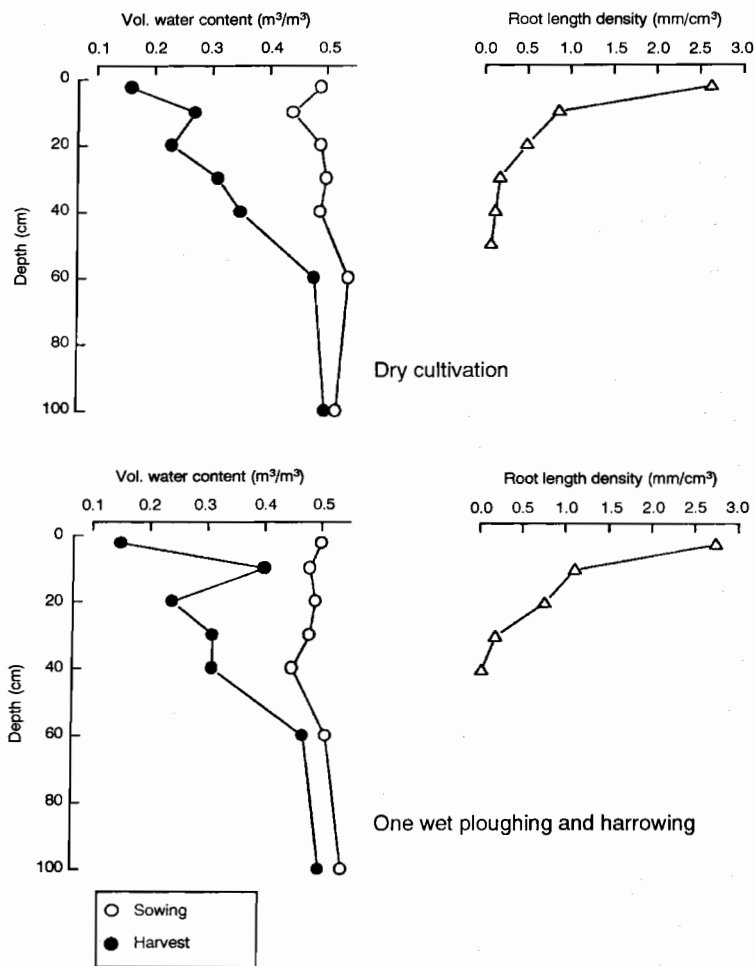 Vol. water content (m³/m³)
0.1 0.2 0.3 0.4 0.5
Root length density (mm/cm³)
0.0 0.5 1.0 1.5 2.0 2.5 3.0
0
20
40
60
80
100
Depth (cm)
Dry cultivation
Vol. water content (m³/m³)
0.1 0.2 0.3 0.4 0.5
Root length density (mm/cm³)
0.0 0.5 1.0 1.5 2.0 2.5 3.0
0
20
40
60
80
100
Depth (cm)
One wet ploughing and harrowing
Sowing
Harvest